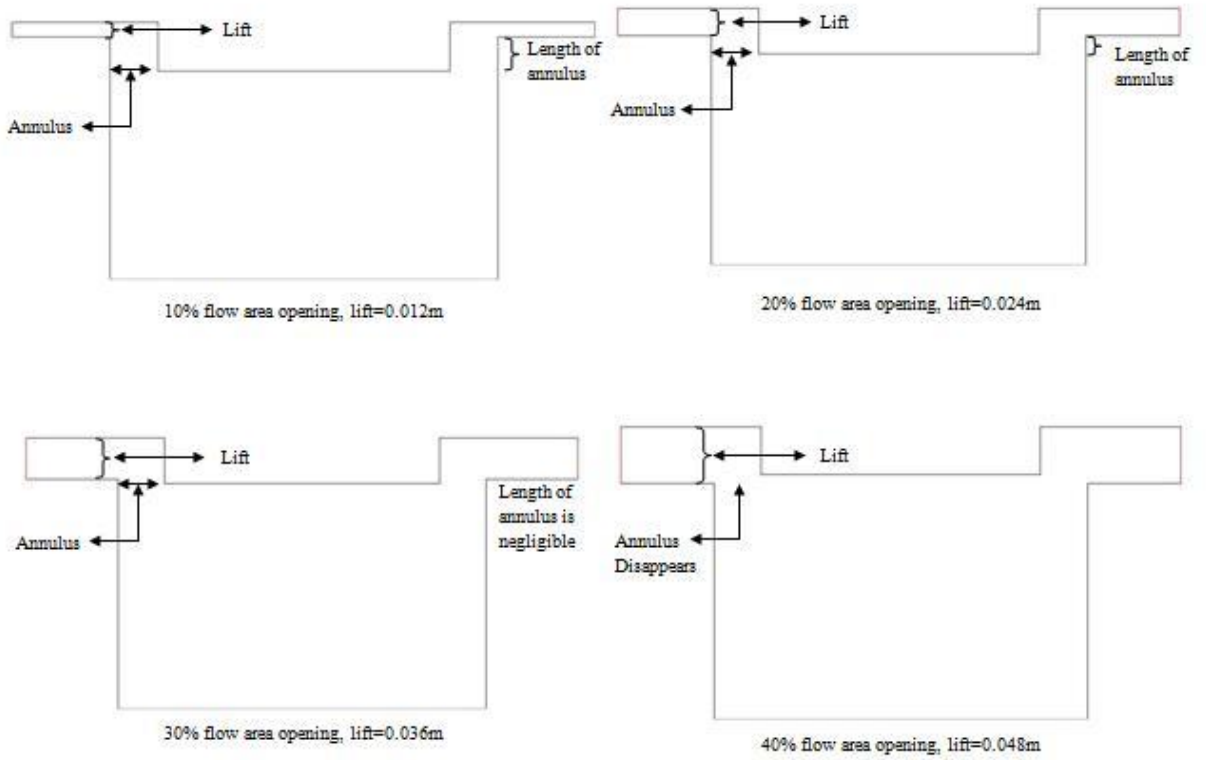 Lift
Length of
annulus
Annulus
10% flow area opening, lift=0.012m
Lift
Length of
annulus
Annulus
20% flow area opening, lift=0.024m
Lift
Length of
annulus is
negligible
Annulus
30% flow area opening, lift=0.036m
Lift
Annulus
Disappears
40% flow area opening, lift=0.048m